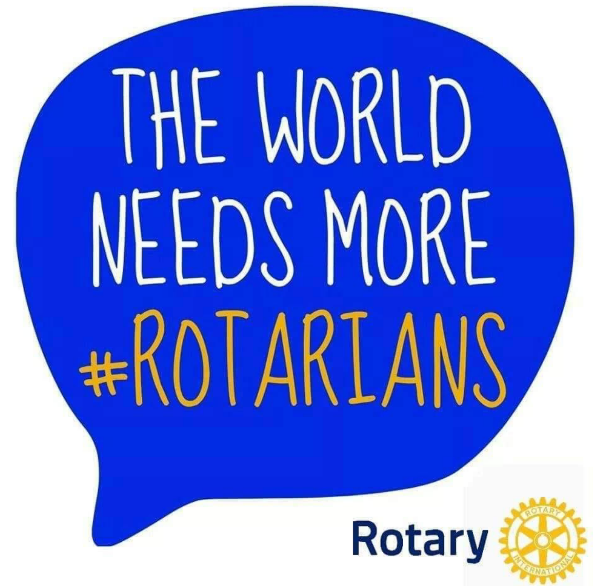 THE WORLD
NEEDS MORE
#ROTARIANS
Rotary
ROTARY
INTERNATIONAL